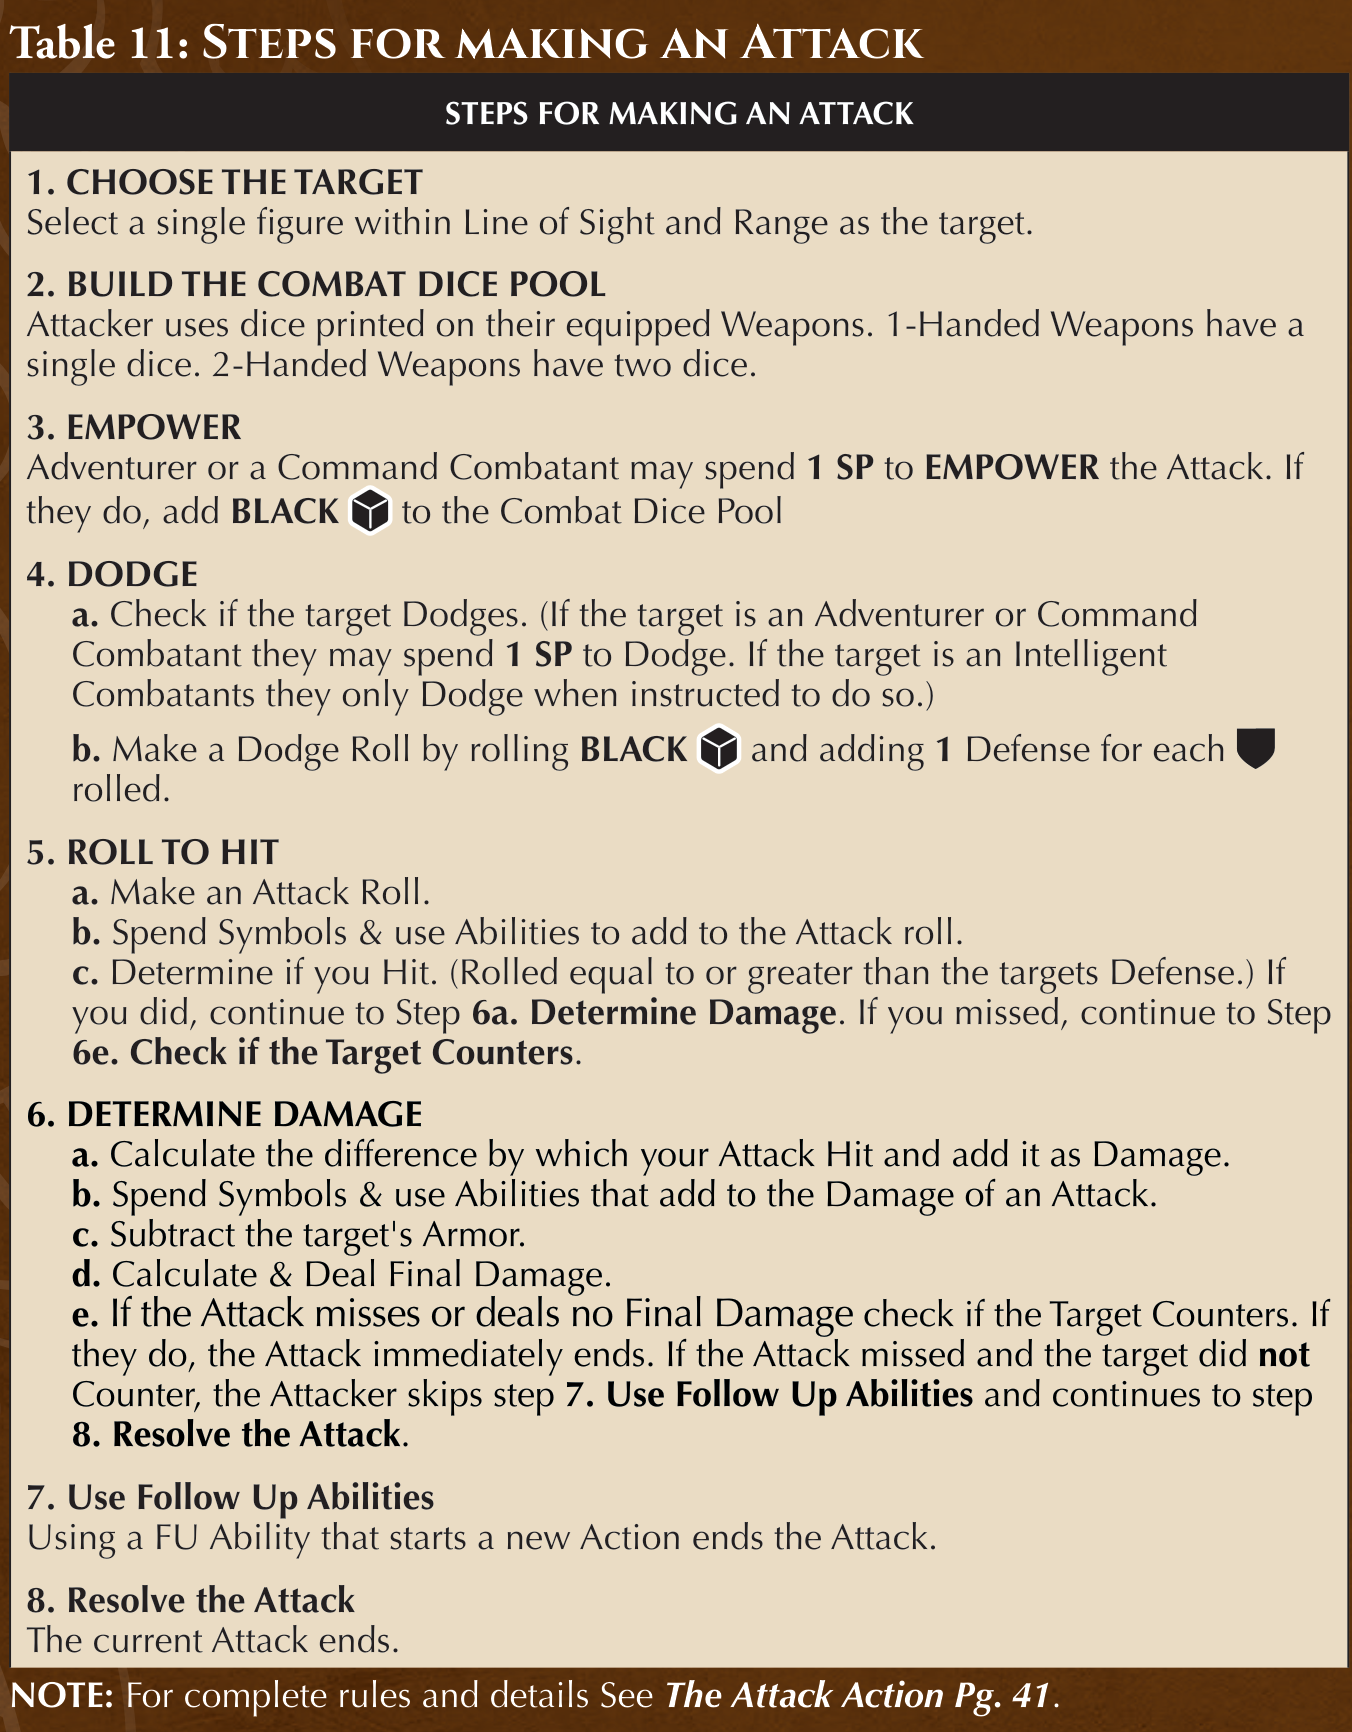 Table 11: Steps for making an Attack
STEPS FOR MAKING AN ATTACK
1. CHOOSE THE TARGET
Select a single figure within Line of Sight and Range as the target.
2. BUILD THE COMBAT DICE POOL
Attacker uses dice printed on their equipped Weapons. 1-Handed Weapons have a
single dice. 2-Handed Weapons have two dice.
3. EMPOWER
Adventurer or a Command Combatant may spend 1 SP to EMPOWER the Attack. If
they do, add BLACK to the Combat Dice Pool
4. DODGE
a. Check if the target Dodges. (If the target is an Adventurer or Command
Combatant they may spend 1 SP to Dodge. If the target is an Intelligent
Combatants they only Dodge when instructed to do so.)
b. Make a Dodge Roll by rolling BLACK and adding 1 Defense for each
rolled.
5. ROLL TO HIT
a. Make an Attack Roll.
b. Spend Symbols & use Abilities to add to the Attack roll.
c. Determine if you Hit. (Rolled equal to or greater than the targets Defense.) If
you did, continue to Step 6a. Determine Damage. If you missed, continue to Step
6e. Check if the Target Counters.
6. DETERMINE DAMAGE
a. Calculate the difference by which your Attack Hit and add it as Damage.
b. Spend Symbols & use Abilities that add to the Damage of an Attack.
c. Subtract the target's Armor.
d. Calculate & Deal Final Damage.
e. If the Attack misses or deals no Final Damage check if the Target Counters. If
they do, the Attack immediately ends. If the Attack missed and the target did not
Counter, the Attacker skips step 7. Use Follow Up Abilities and continues to step
8. Resolve the Attack.
7. Use Follow Up Abilities
Using a FU Ability that starts a new Action ends the Attack.
8. Resolve the Attack
The current Attack ends.
NOTE: For complete rules and details See The Attack Action Pg. 41.